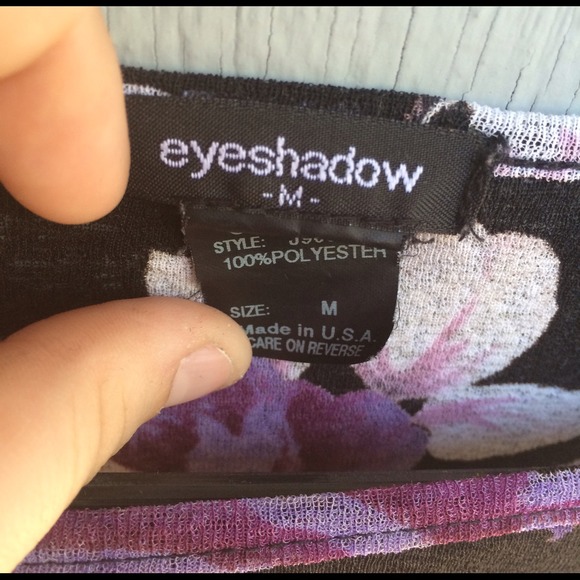 eyeshadow
- M -
STYLE:
100%POLYESTER
SIZE: M
Made in U.S.A.
CARE ON REVERSE